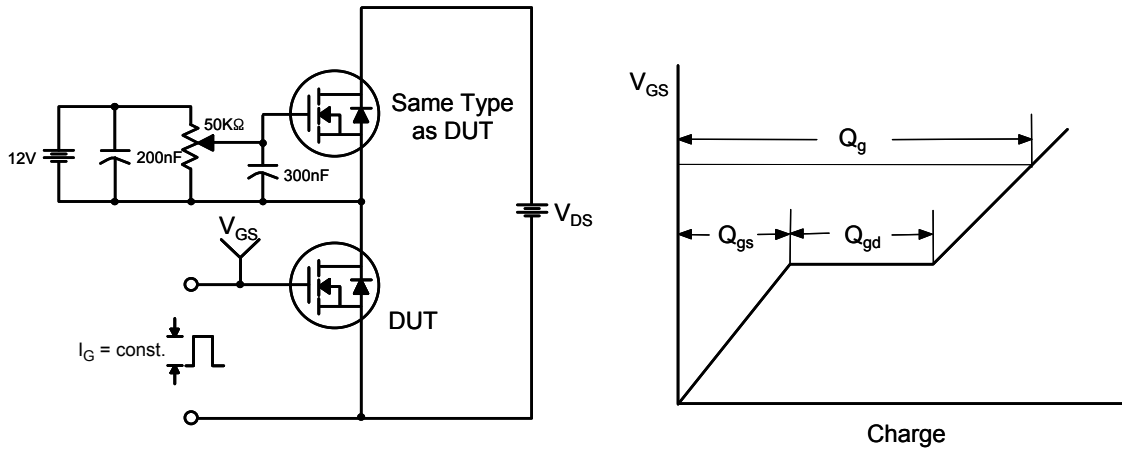 12V
200nF
50KΩ
300nF
Same Type
as DUT
V_DS
V_GS
DUT
I_G = const.
V_GS
Q_g
Q_gs
Q_gd
Charge